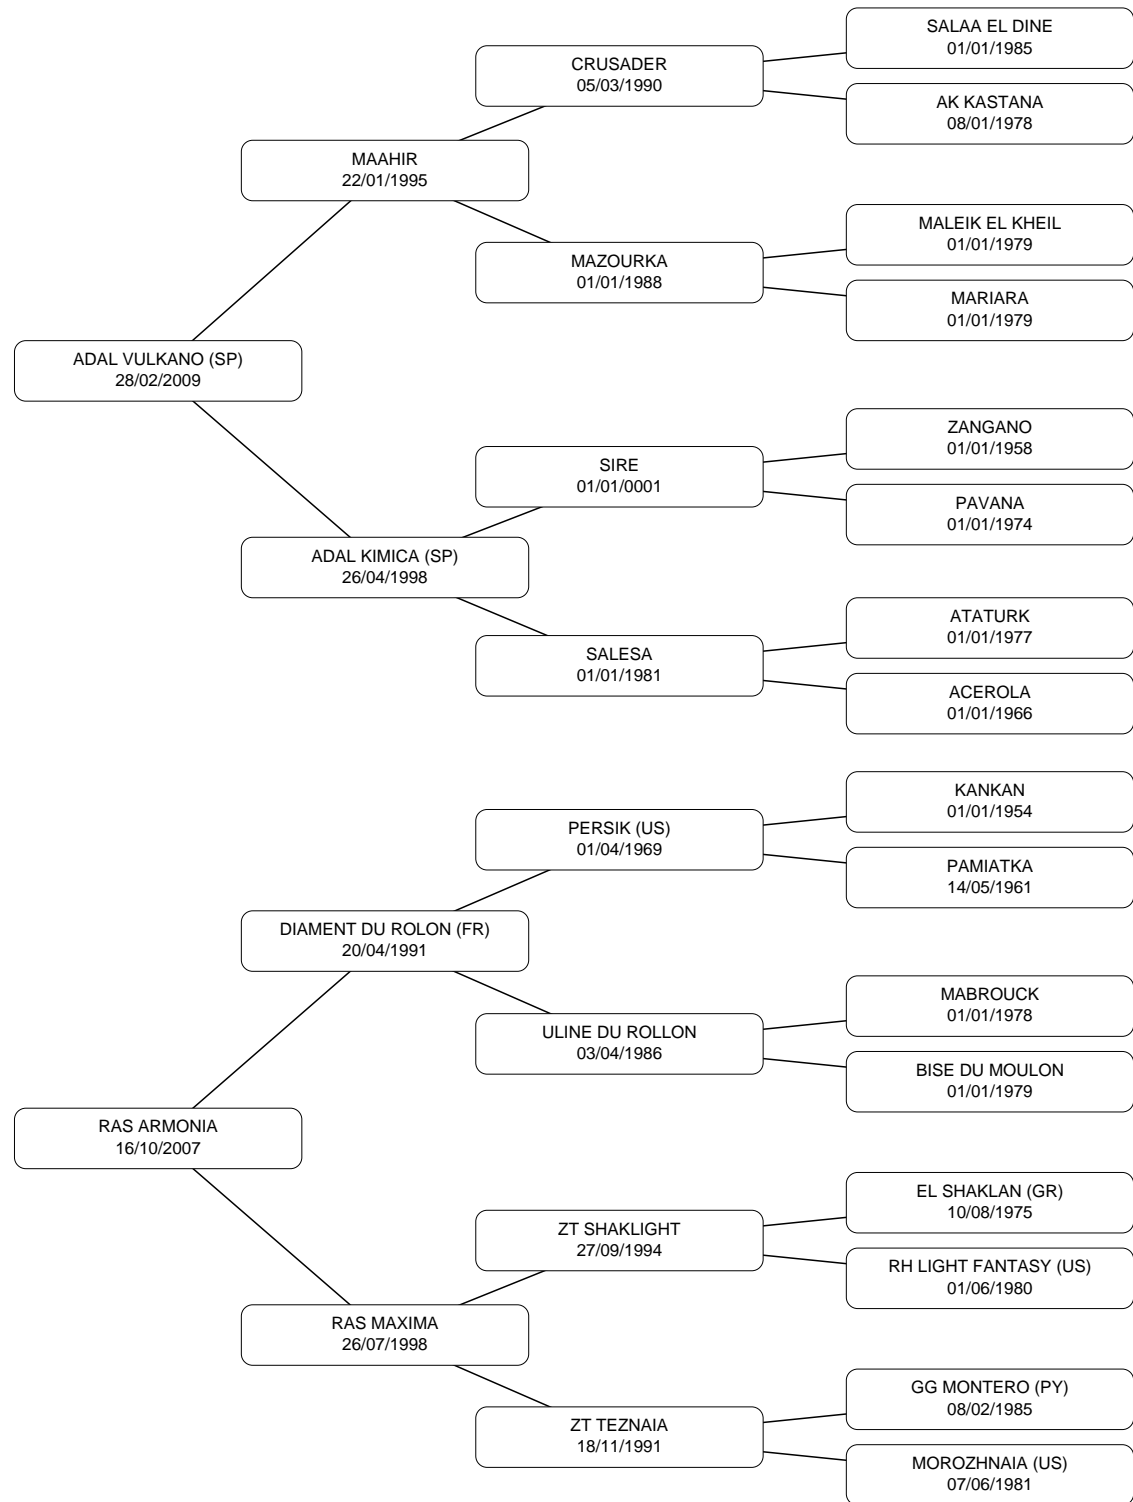 SALAA EL DINE
01/01/1985
CRUSADER
05/03/1990
AK KASTANA
08/01/1978
MAAHIR
22/01/1995
MALEIK EL KHEIL
01/01/1979
MAZOURKA
01/01/1988
MARIARA
01/01/1979
ADAL VULKANO (SP)
28/02/2009
ZANGANO
01/01/1958
SIRE
01/01/0001
PAVANA
01/01/1974
ADAL KIMICA (SP)
26/04/1998
ATATURK
01/01/1977
SALESA
01/01/1981
ACEROLA
01/01/1966
KANKAN
01/01/1954
PERSIK (US)
01/04/1969
PAMIATKA
14/05/1961
DIAMENT DU ROLON (FR)
20/04/1991
MABROUCK
01/01/1978
ULINE DU ROLLON
03/04/1986
BISE DU MOULON
01/01/1979
RAS ARMONIA
16/10/2007
EL SHAKLAN (GR)
10/08/1975
ZT SHAKLIGHT
27/09/1994
RH LIGHT FANTASY (US)
01/06/1980
RAS MAXIMA
26/07/1998
GG MONTERO (PY)
08/02/1985
ZT TEZNAIA
18/11/1991
MOROZHNAIA (US)
07/06/1981